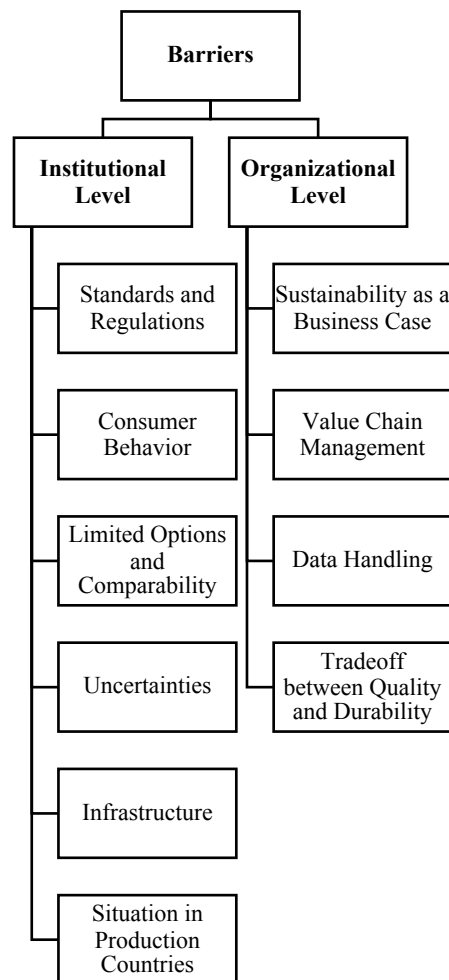 Barriers
Institutional
Level
Organizational
Level
Standards and
Regulations
Consumer
Behavior
Limited Options
and
Comparability
Uncertainties
Infrastructure
Situation in
Production
Countries
Sustainability as a
Business Case
Value Chain
Management
Data Handling
Tradeoff
between Quality
and Durability